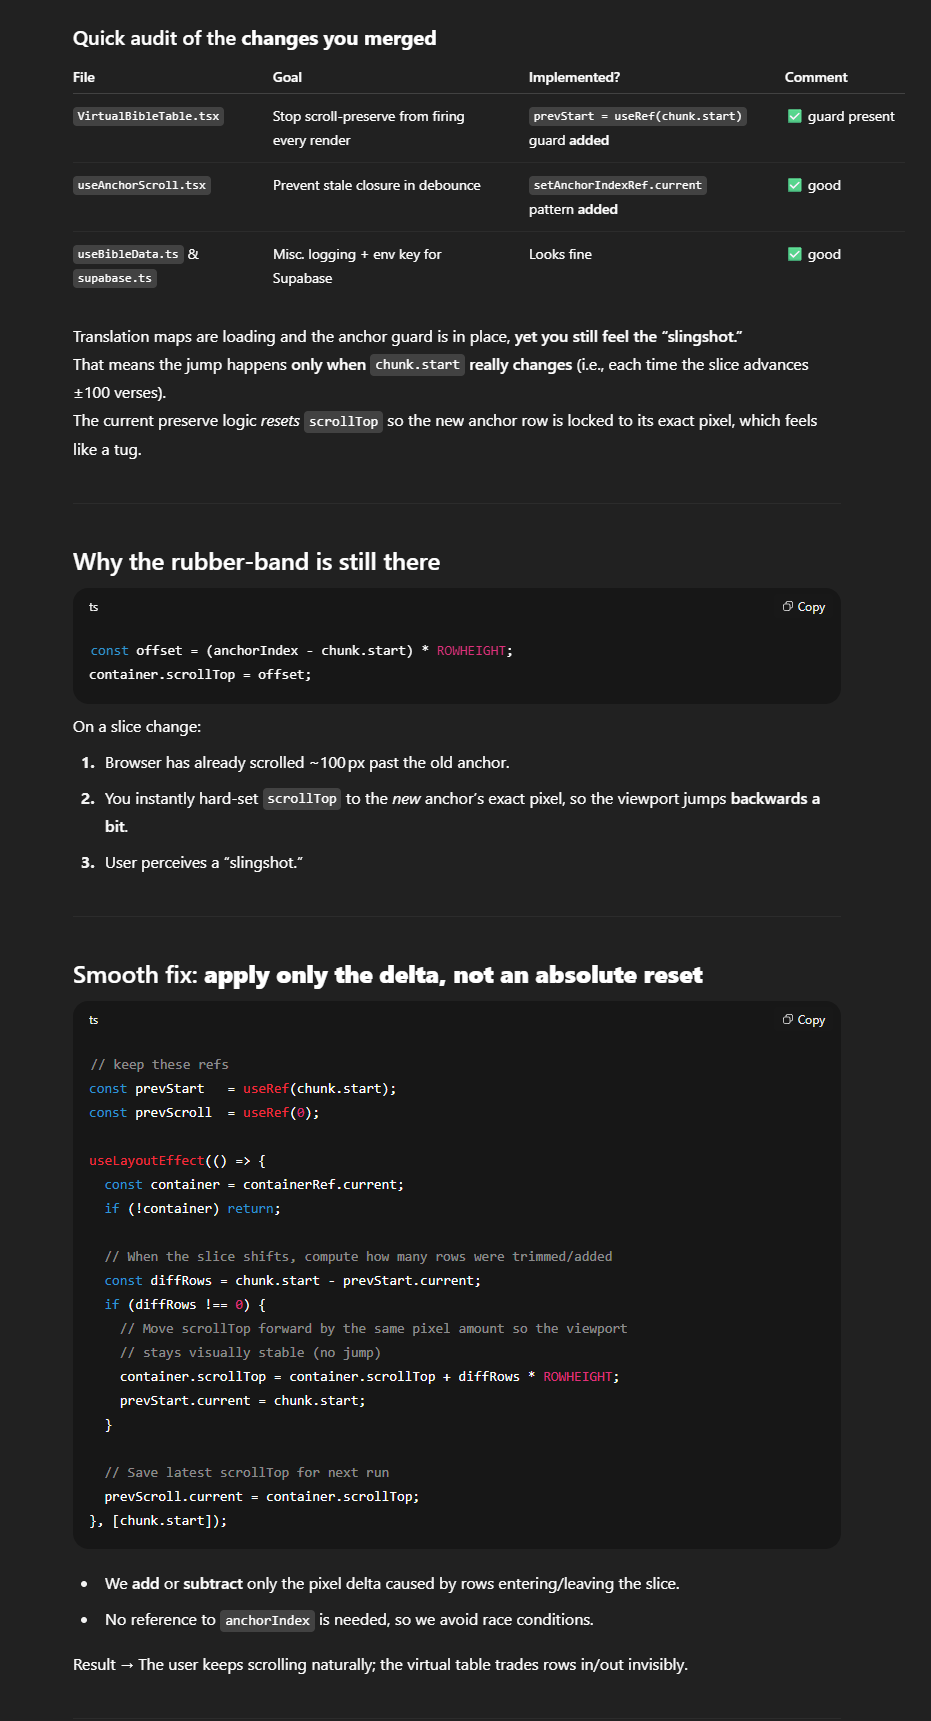 Quick audit of the changes you merged
File Goal Implemented? Comment
VirtualBibleTable.tsx Stop scroll-preserve from firing prevStart = useRef(chunk.start) ✅ guard present
every render guard added
useAnchorScroll.tsx Prevent stale closure in debounce setAnchorIndexRef.current ✅ good
pattern added
useBibleData.ts & Misc. logging + env key for Looks fine ✅ good
supabase.ts Supabase
Translation maps are loading and the anchor guard is in place, yet you still feel the “slingshot.”
That means the jump happens only when chunk.start really changes (i.e., each time the slice advances
±100 verses).
The current preserve logic resets scrollTop so the new anchor row is locked to its exact pixel, which feels
like a tug.
Why the rubber-band is still there
ts Copy
const offset = (anchorIndex - chunk.start) * ROWHEIGHT;
container.scrollTop = offset;
On a slice change:
1. Browser has already scrolled ~100 px past the old anchor.
2. You instantly hard-set scrollTop to the new anchor’s exact pixel, so the viewport jumps backwards a
bit.
3. User perceives a “slingshot.”
Smooth fix: apply only the delta, not an absolute reset
ts Copy
// keep these refs
const prevStart   = useRef(chunk.start);
const prevScroll  = useRef(0);
useLayoutEffect(() => {
  const container = containerRef.current;
  if (!container) return;
  // When the slice shifts, compute how many rows were trimmed/added
  const diffRows = chunk.start - prevStart.current;
  if (diffRows !== 0) {
    // Move scrollTop forward by the same pixel amount so the viewport
    // stays visually stable (no jump)
    container.scrollTop = container.scrollTop + diffRows * ROWHEIGHT;
    prevStart.current = chunk.start;
  }
  // Save latest scrollTop for next run
  prevScroll.current = container.scrollTop;
}, [chunk.start]);
• We add or subtract only the pixel delta caused by rows entering/leaving the slice.
• No reference to anchorIndex is needed, so we avoid race conditions.
Result → The user keeps scrolling naturally; the virtual table trades rows in/out invisibly.